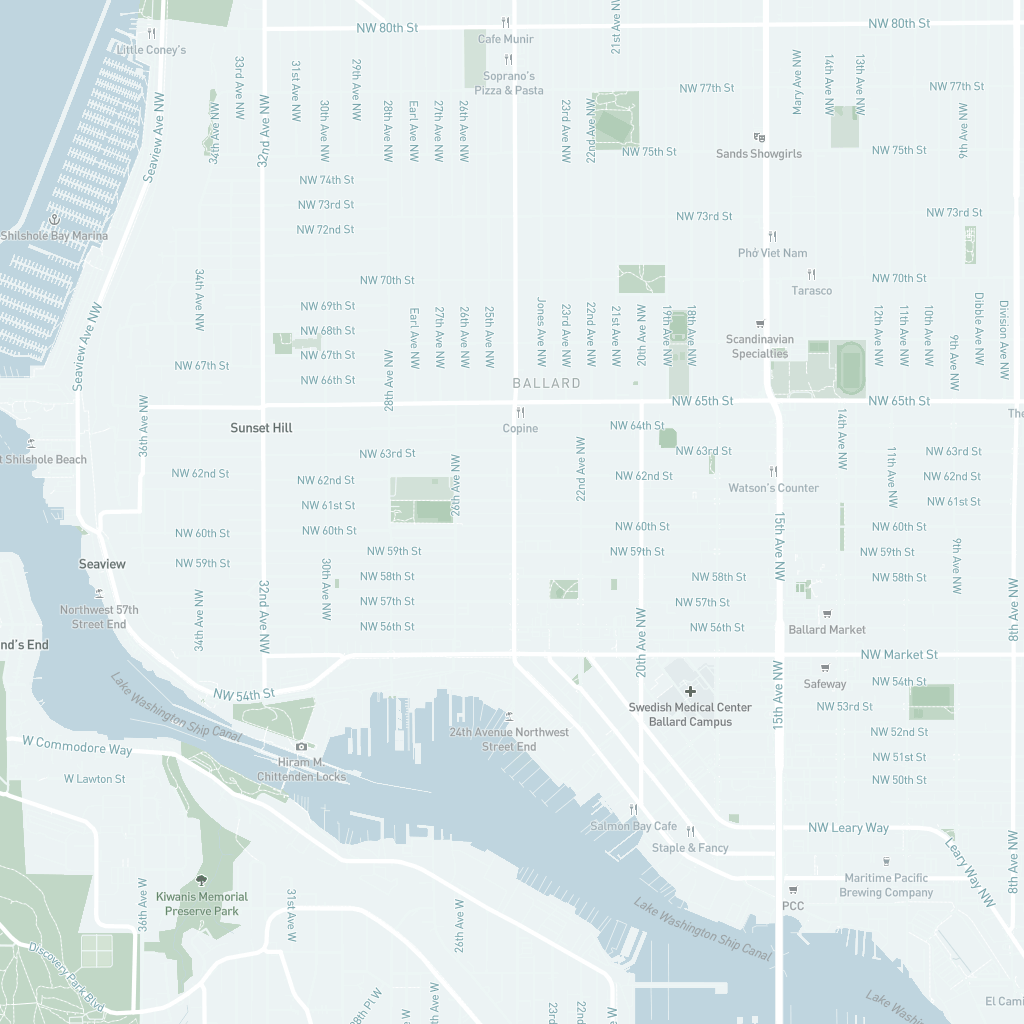 NW 80th St
NW 80th St
21st Ave NW
Cafe Munir
Little Coney's
Soprano's
Pizza & Pasta
33rd Ave NW
31st Ave NW
29th Ave NW
Mary Ave NW
14th Ave NW
13th Ave NW
NW 77th St
NW 77th St
Seaview Ave NW
34th Ave NW
32nd Ave NW
30th Ave NW
28th Ave NW
Earl Ave NW
27th Ave NW
26th Ave NW
23rd Ave NW
22nd Ave NW
9th Ave NW
NW 75th St
Sands Showgirls
NW 75th St
NW 74th St
NW 73rd St
NW 73rd St
NW 73rd St
NW 72nd St
Shilshole Bay Marina
Phở Viet Nam
NW 70th St
NW 70th St
Tarasco
34th Ave NW
Seaview Ave NW
NW 69th St
NW 68th St
NW 67th St
NW 67th St
NW 66th St
28th Ave NW
Earl Ave NW
27th Ave NW
26th Ave NW
25th Ave NW
Jones Ave NW
23rd Ave NW
22nd Ave NW
21st Ave NW
20th Ave NW
19th Ave NW
18th Ave NW
Scandinavian
Specialties
12th Ave NW
11th Ave NW
10th Ave NW
9th Ave NW
Dibble Ave NW
Division Ave NW
BALLARD
NW 65th St
NW 65th St
36th Ave NW
Sunset Hill
Copine
The
NW 64th St
14th Ave NW
t Shilshole Beach
NW 63rd St
NW 63rd St
NW 63rd St
22nd Ave NW
26th Ave NW
11th Ave NW
NW 62nd St
NW 62nd St
NW 62nd St
NW 62nd St
Watson's Counter
NW 61st St
NW 61st St
NW 60th St
NW 60th St
NW 60th St
NW 60th St
15th Ave NW
NW 59th St
NW 59th St
NW 59th St
NW 59th St
9th Ave NW
Seaview
NW 58th St
NW 58th St
NW 58th St
30th Ave NW
Northwest 57th
Street End
NW 57th St
NW 57th St
34th Ave NW
32nd Ave NW
NW 56th St
NW 56th St
20th Ave NW
Ballard Market
8th Ave NW
nd's End
NW Market St
15th Ave NW
Safeway
NW 54th St
NW 54th St
Lake Washington Ship Canal
Swedish Medical Center
Ballard Campus
NW 53rd St
24th Avenue Northwest
Street End
NW 52nd St
W Commodore Way
NW 51st St
Hiram M.
Chittenden Locks
W Lawton St
NW 50th St
Salmon Bay Cafe
NW Leary Way
Staple & Fancy
Leary Way NW
8th Ave NW
Maritime Pacific
Brewing Company
Kiwanis Memorial
Preserve Park
36th Ave W
31st Ave W
26th Ave W
PCC
Lake Washington Ship Canal
Discovery Park Blvd
El Cami